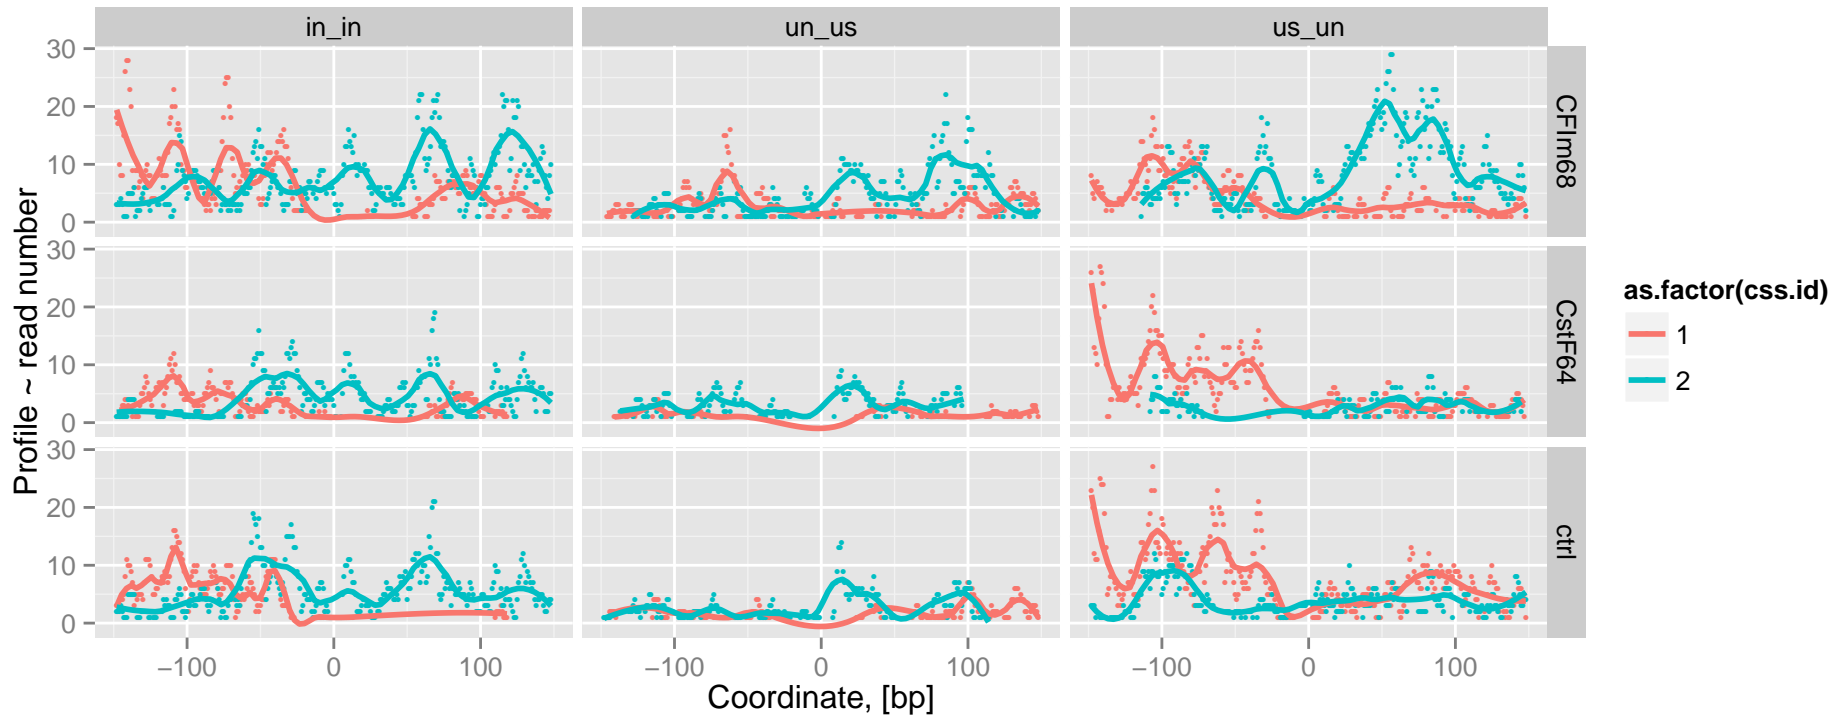 in_in un_us us_un
30
20
10
0
CFIm68
30
20
10
0
CstF64
30
20
10
0
ctrl
Profile ~ read number
−100 0 100 −100 0 100 −100 0 100
Coordinate, [bp]
as.factor(css.id)
1
2